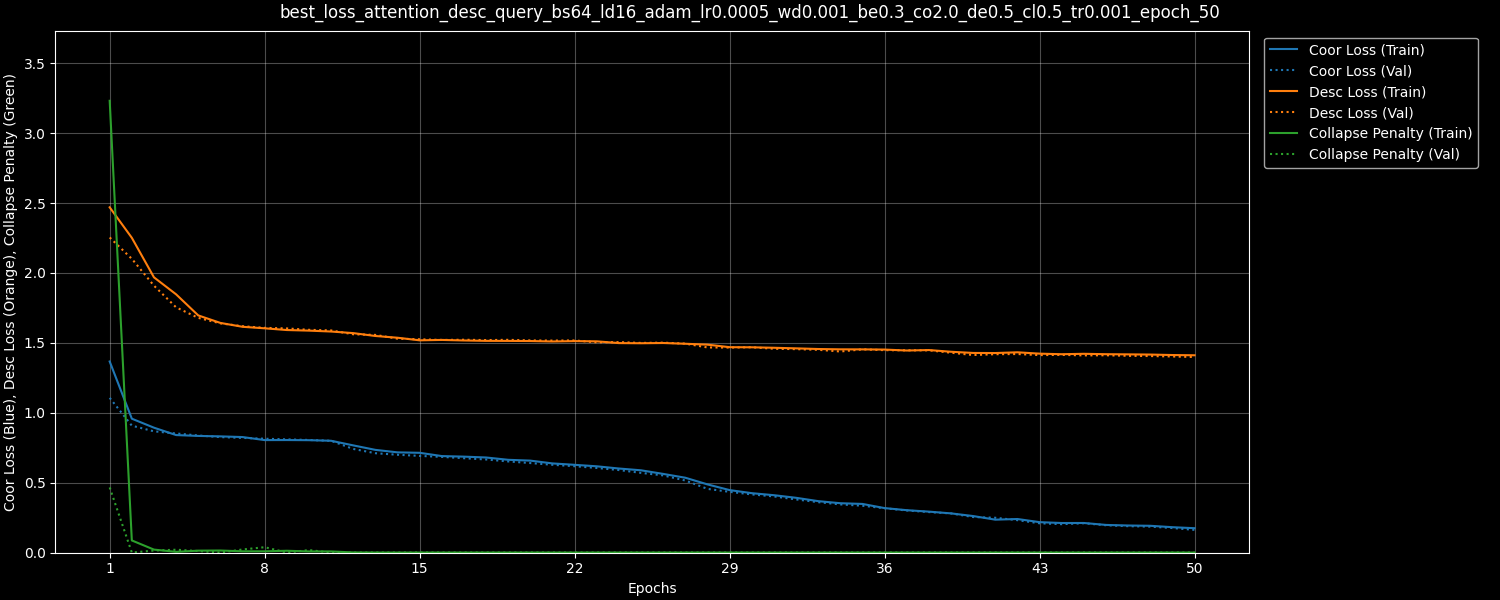 best_loss_attention_desc_query_bs64_ld16_adam_lr0.0005_wd0.001_be0.3_co2.0_de0.5_cl0.5_tr0.001_epoch_50
Coor Loss (Blue), Desc Loss (Orange), Collapse Penalty (Green)
3.5
3.0
2.5
2.0
1.5
1.0
0.5
0.0
1 8 15 22 29 36 43 50
Epochs
Coor Loss (Train)
Coor Loss (Val)
Desc Loss (Train)
Desc Loss (Val)
Collapse Penalty (Train)
Collapse Penalty (Val)